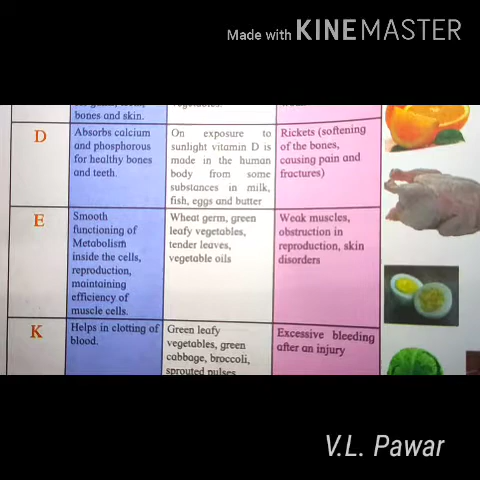 Made with KINEMASTER
bones and skin.
vegetables.
D
Absorbs calcium
and phosphorous
for healthy bones
and teeth.
On exposure to
sunlight vitamin D is
made in the human
body from some
substances in milk,
fish, eggs and butter
Rickets (softening
of the bones,
causing pain and
fractures)
E
Smooth
functioning of
Metabolism
inside the cells,
reproduction,
maintaining
efficiency of
muscle cells.
Wheat germ, green
leafy vegetables,
tender leaves,
vegetable oils
Weak muscles,
obstruction in
reproduction, skin
disorders
K
Helps in clotting of
blood.
Green leafy
vegetables, green
cabbage, broccoli,
sprouted pulses
Excessive bleeding
after an injury
V.L. Pawar